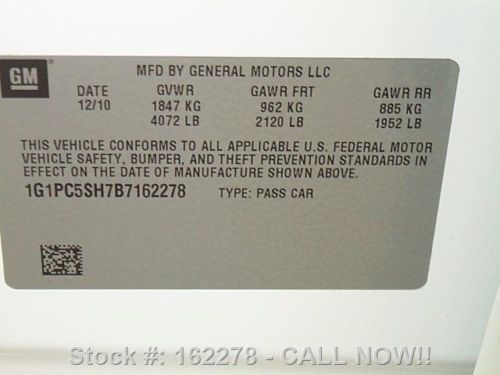 GM
MFD BY GENERAL MOTORS LLC
DATE GVWR GAWR FRT GAWR RR
12/10 1847 KG 962 KG 885 KG
4072 LB 2120 LB 1952 LB
THIS VEHICLE CONFORMS TO ALL APPLICABLE U.S. FEDERAL MOTOR
VEHICLE SAFETY, BUMPER, AND THEFT PREVENTION STANDARDS IN
EFFECT ON THE DATE OF MANUFACTURE SHOWN ABOVE.
1G1PC5SH7B7162278 TYPE: PASS CAR
Stock #: 162278 - CALL NOW!!